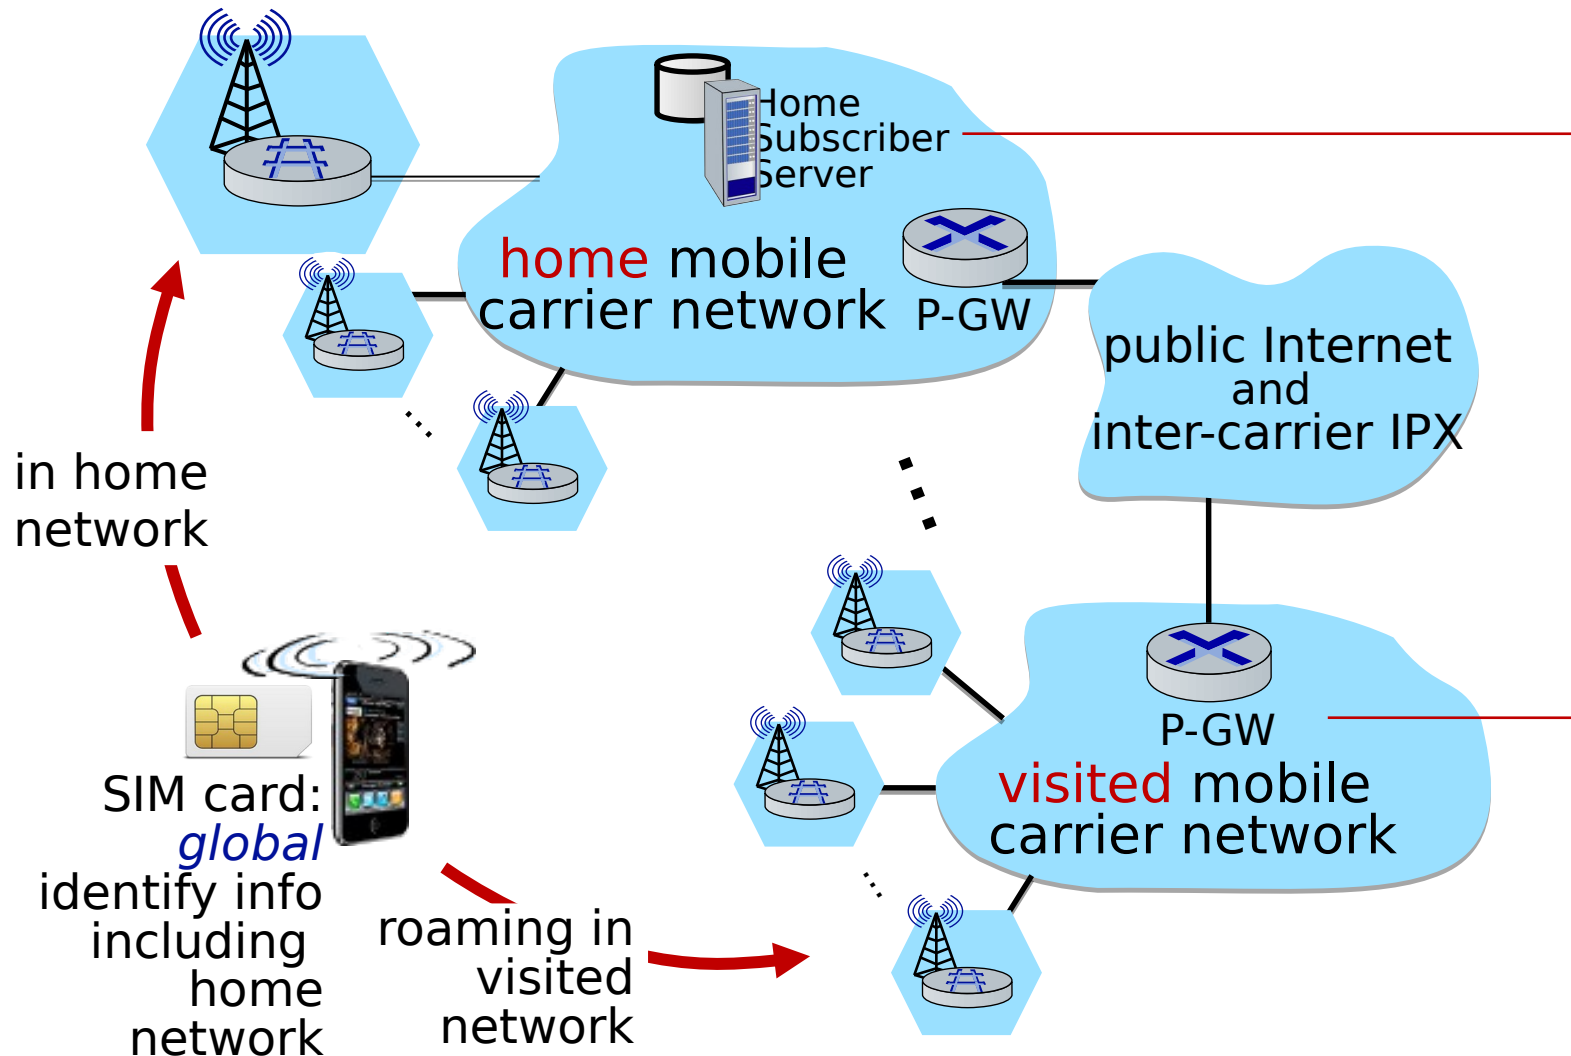 Home
Subscriber
Server
home mobile
carrier network
P-GW
public Internet
and
inter-carrier IPX
in home
network
P-GW
visited mobile
carrier network
SIM card:
global
identify info
including
home
network
roaming in
visited
network